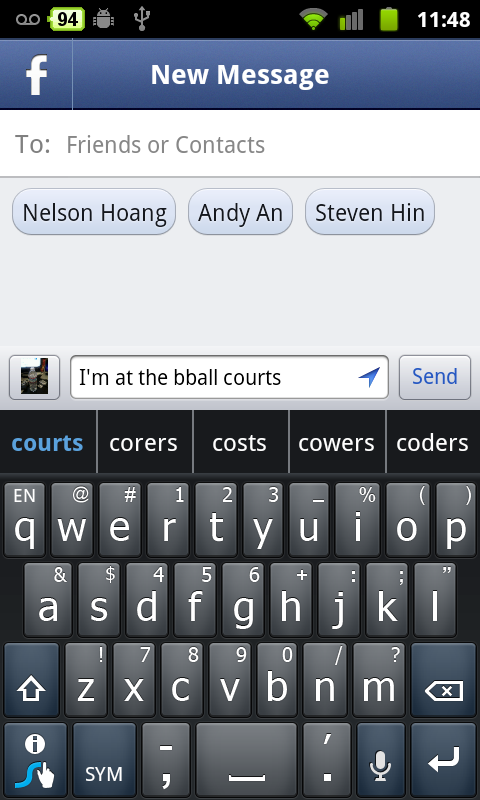 94 11:48
f New Message
To: Friends or Contacts
Nelson Hoang Andy An Steven Hin
I'm at the bball courts Send
courts corers costs cowers coders
EN @ # 1 2 3 _ % ( )
q w e r t y u i o p
& $ 4 5 6 + : ; ”
a s d f g h j k l
! 7 8 9 0 / ?
z x c v b n m
- ’
SYM ; .